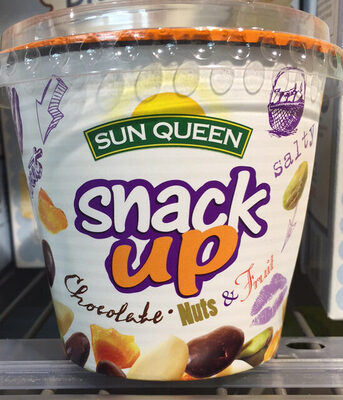 SUN QUEEN
salty
snack
up
Chocolate · Nuts & Fruit